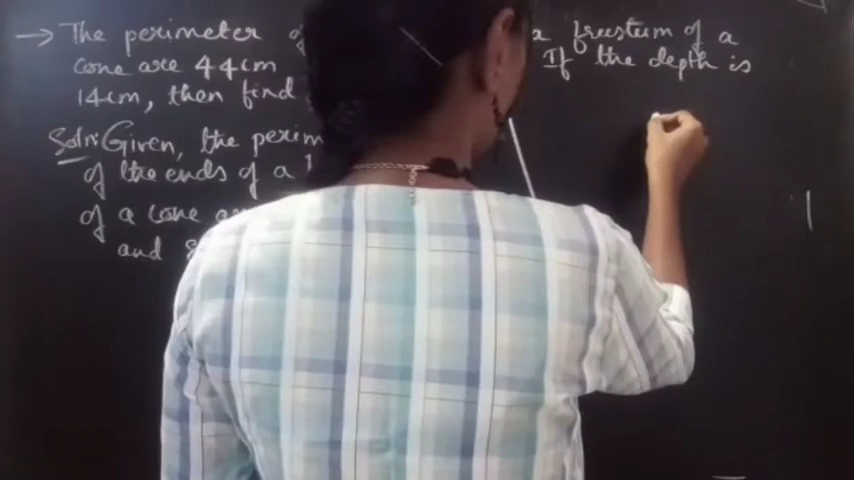 → The perimeter a frustum of a
cone are 44cm If the depth is
14cm, then find
Soln: Given, the perim
of the ends of a
of a cone
and